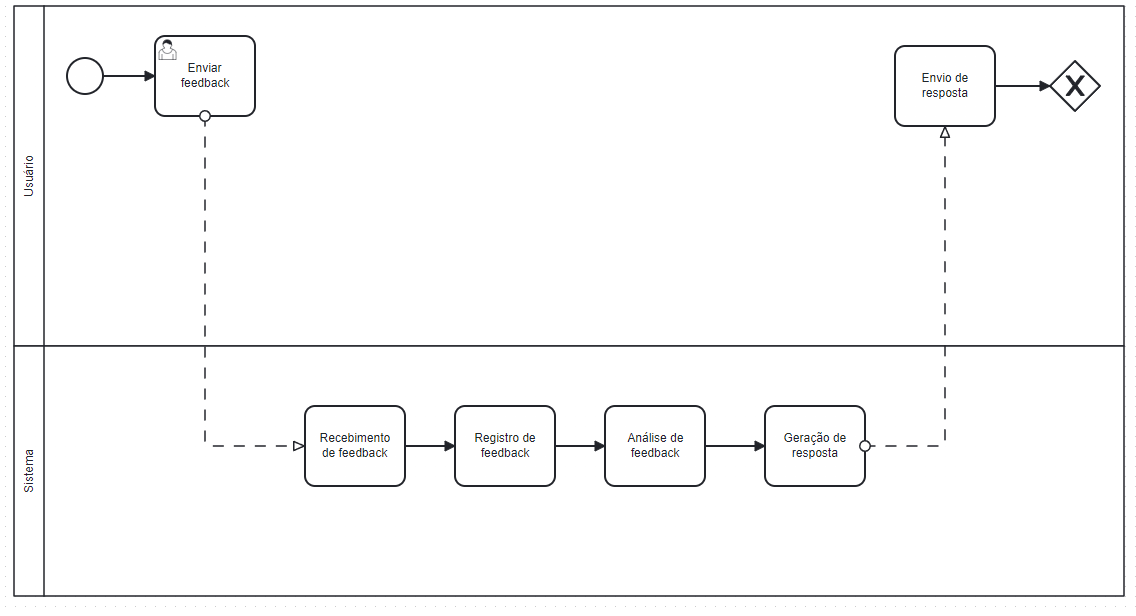 Usuário
Enviar
feedback
Envio de
resposta
Sistema
Recebimento
de feedback
Registro de
feedback
Análise de
feedback
Geração de
resposta